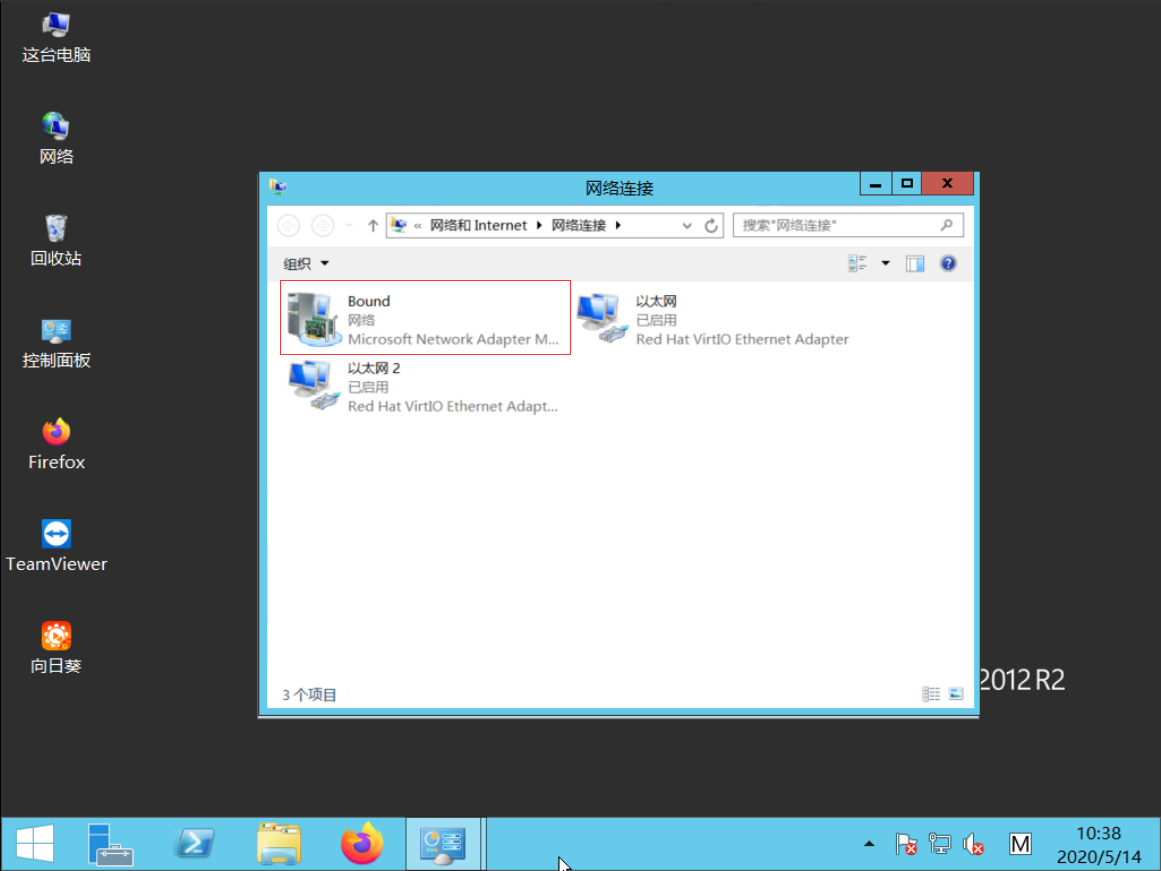 这台电脑
网络
回收站
控制面板
Firefox
TeamViewer
向日葵
网络连接
« 网络和 Internet 网络连接
搜索"网络连接"
组织
Bound
网络
Microsoft Network Adapter M...
以太网
已启用
Red Hat VirtIO Ethernet Adapter
以太网 2
已启用
Red Hat VirtIO Ethernet Adapt...
3 个项目
2012 R2
M
10:38
2020/5/14